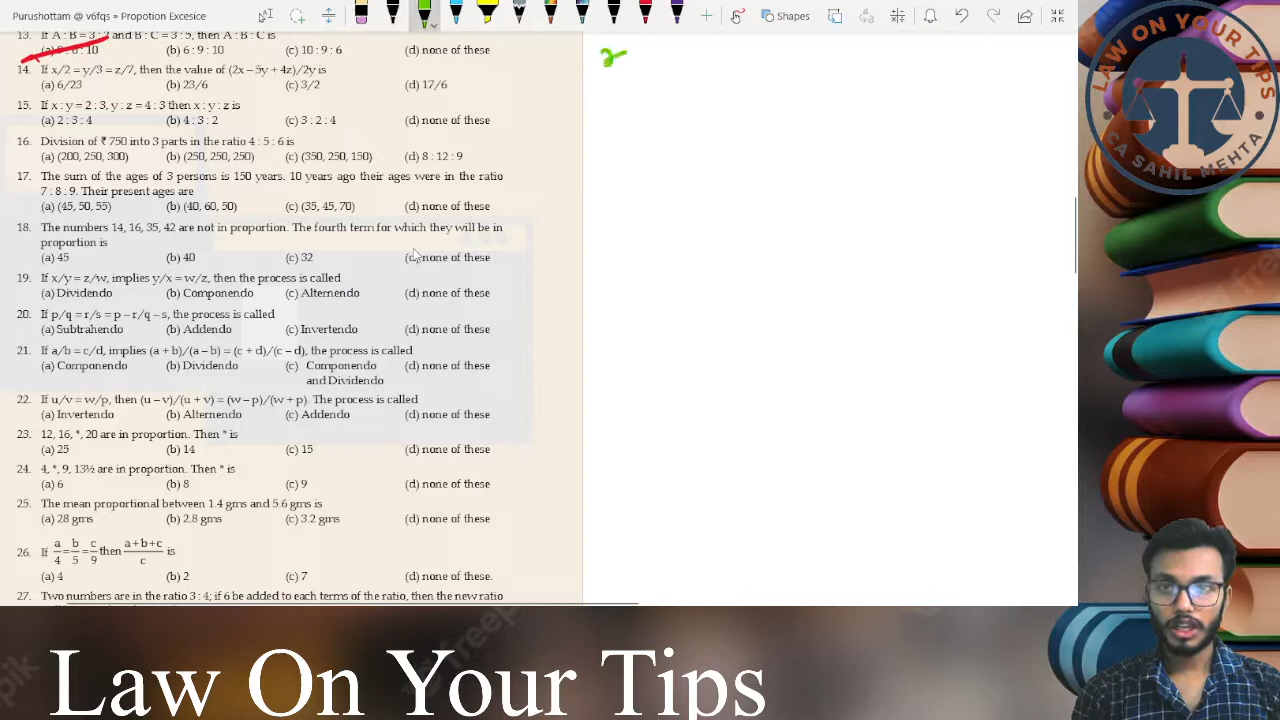 Purushottam @ v6fqs » Propotion Excesice
Shapes
13. If A : B = 3 : 2 and B : C = 3 : 5, then A : B : C is
(a) 9 : 6 : 10 (b) 6 : 9 : 10 (c) 10 : 9 : 6 (d) none of these
14. If x/2 = y/3 = z/7, then the value of (2x – 5y + 4z)/2y is
(a) 6/23 (b) 23/6 (c) 3/2 (d) 17/6
15. If x : y = 2 : 3, y : z = 4 : 3 then x : y : z is
(a) 2 : 3 : 4 (b) 4 : 3 : 2 (c) 3 : 2 : 4 (d) none of these
16. Division of ₹ 750 into 3 parts in the ratio 4 : 5 : 6 is
(a) (200, 250, 300) (b) (250, 250, 250) (c) (350, 250, 150) (d) 8 : 12 : 9
17. The sum of the ages of 3 persons is 150 years. 10 years ago their ages were in the ratio
7 : 8 : 9. Their present ages are
(a) (45, 50, 55) (b) (40, 60, 50) (c) (35, 45, 70) (d) none of these
18. The numbers 14, 16, 35, 42 are not in proportion. The fourth term for which they will be in
proportion is
(a) 45 (b) 40 (c) 32 (d) none of these
19. If x/y = z/w, implies y/x = w/z, then the process is called
(a) Dividendo (b) Componendo (c) Alternendo (d) none of these
20. If p/q = r/s = p – r/q – s, the process is called
(a) Subtrahendo (b) Addendo (c) Invertendo (d) none of these
21. If a/b = c/d, implies (a + b)/(a – b) = (c + d)/(c – d), the process is called
(a) Componendo (b) Dividendo (c) Componendo (d) none of these
and Dividendo
22. If u/v = w/p, then (u – v)/(u + v) = (w – p)/(w + p). The process is called
(a) Invertendo (b) Alternendo (c) Addendo (d) none of these
23. 12, 16, *, 20 are in proportion. Then * is
(a) 25 (b) 14 (c) 15 (d) none of these
24. 4, *, 9, 13½ are in proportion. Then * is
(a) 6 (b) 8 (c) 9 (d) none of these
25. The mean proportional between 1.4 gms and 5.6 gms is
(a) 28 gms (b) 2.8 gms (c) 3.2 gms (d) none of these
26. If a/4 = b/5 = c/9 then a+b+c/c is
(a) 4 (b) 2 (c) 7 (d) none of these.
27. Two numbers are in the ratio 3 : 4; if 6 be added to each terms of the ratio, then the new ratio
LAW ON YOUR TIPS
CA SAHIL MEHTA
Law On Your Tips